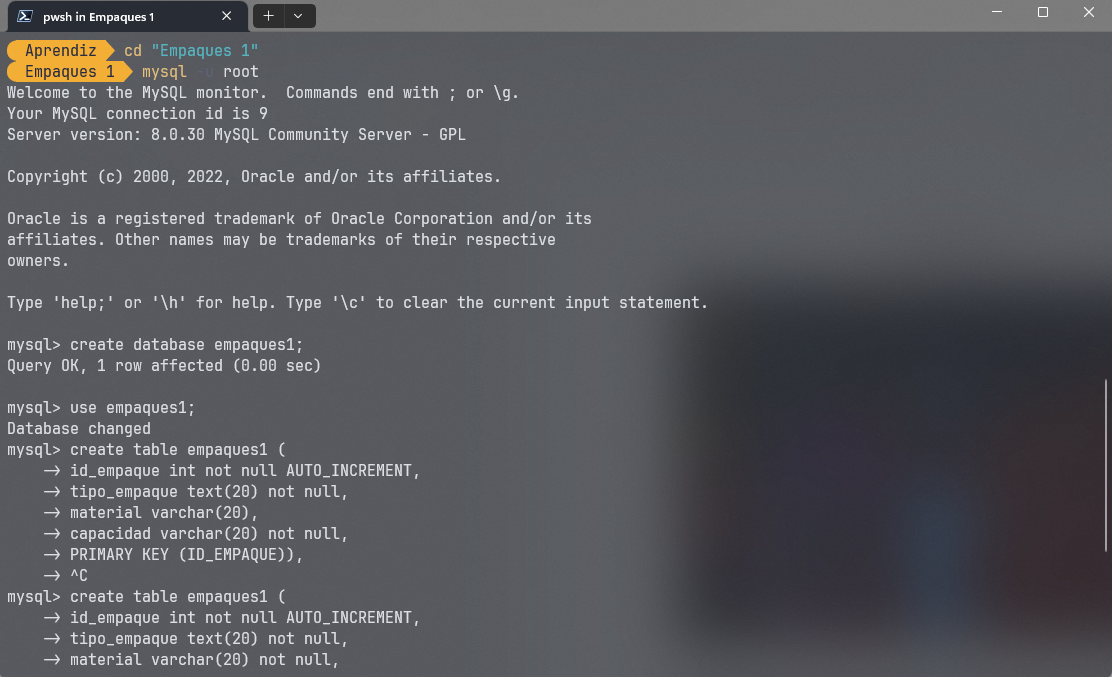 pwsh in Empaques 1
Aprendiz cd "Empaques 1"
Empaques 1 mysql -u root
Welcome to the MySQL monitor.  Commands end with ; or \g.
Your MySQL connection id is 9
Server version: 8.0.30 MySQL Community Server - GPL
Copyright (c) 2000, 2022, Oracle and/or its affiliates.
Oracle is a registered trademark of Oracle Corporation and/or its
affiliates. Other names may be trademarks of their respective
owners.
Type 'help;' or '\h' for help. Type '\c' to clear the current input statement.
mysql> create database empaques1;
Query OK, 1 row affected (0.00 sec)
mysql> use empaques1;
Database changed
mysql> create table empaques1 (
    -> id_empaque int not null AUTO_INCREMENT,
    -> tipo_empaque text(20) not null,
    -> material varchar(20),
    -> capacidad varchar(20) not null,
    -> PRIMARY KEY (ID_EMPAQUE)),
    -> ^C
mysql> create table empaques1 (
    -> id_empaque int not null AUTO_INCREMENT,
    -> tipo_empaque text(20) not null,
    -> material varchar(20) not null,